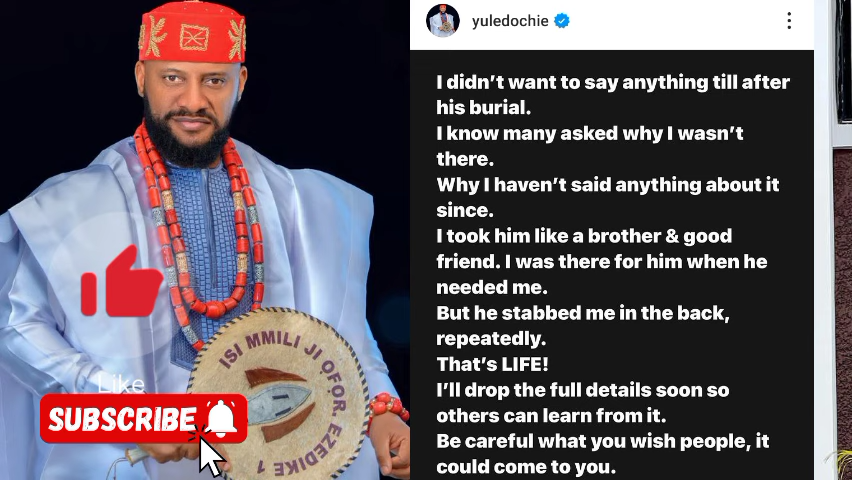 yuledochie
I didn't want to say anything till after
his burial.
I know many asked why I wasn't
there.
Why I haven't said anything about it
since.
I took him like a brother & good
friend. I was there for him when he
needed me.
But he stabbed me in the back,
repeatedly.
That's LIFE!
I'll drop the full details soon so
others can learn from it.
Be careful what you wish people, it
could come to you.
ISI MMILI JI OFOR. EZEDIKE 1
Like
SUBSCRIBE